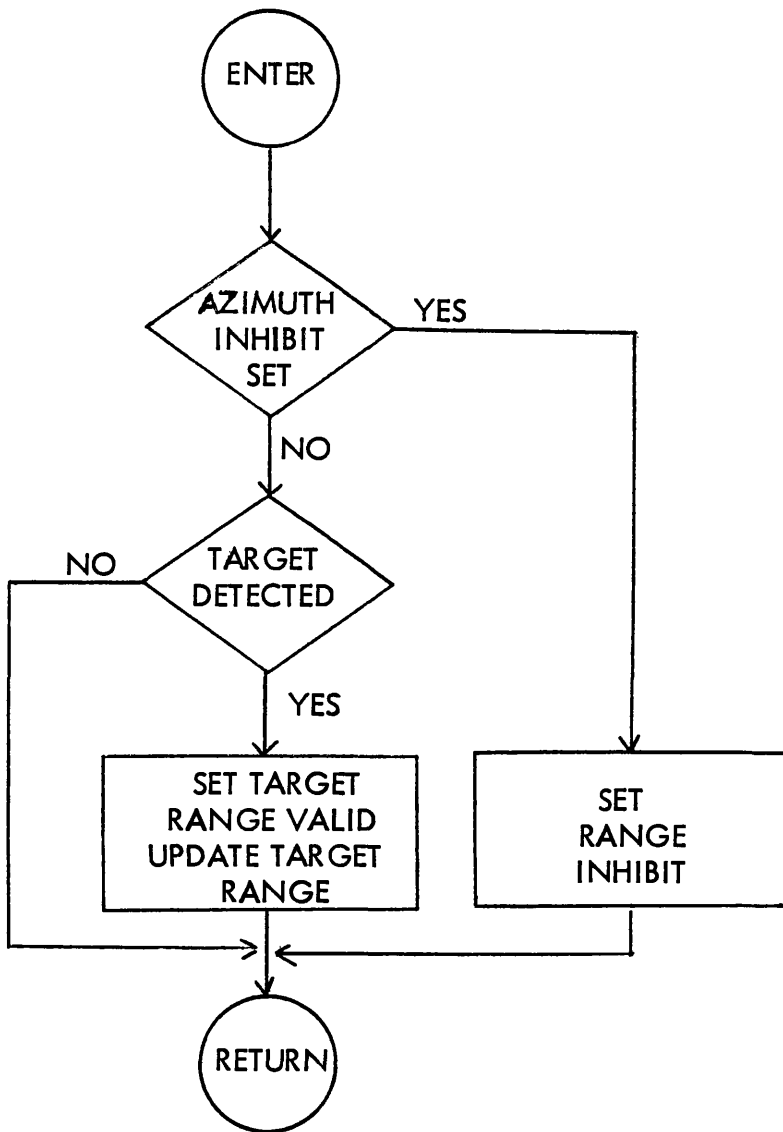 ENTER
AZIMUTH
INHIBIT
SET
YES
NO
TARGET
DETECTED
NO
YES
SET TARGET
RANGE VALID
UPDATE TARGET
RANGE
SET
RANGE
INHIBIT
RETURN